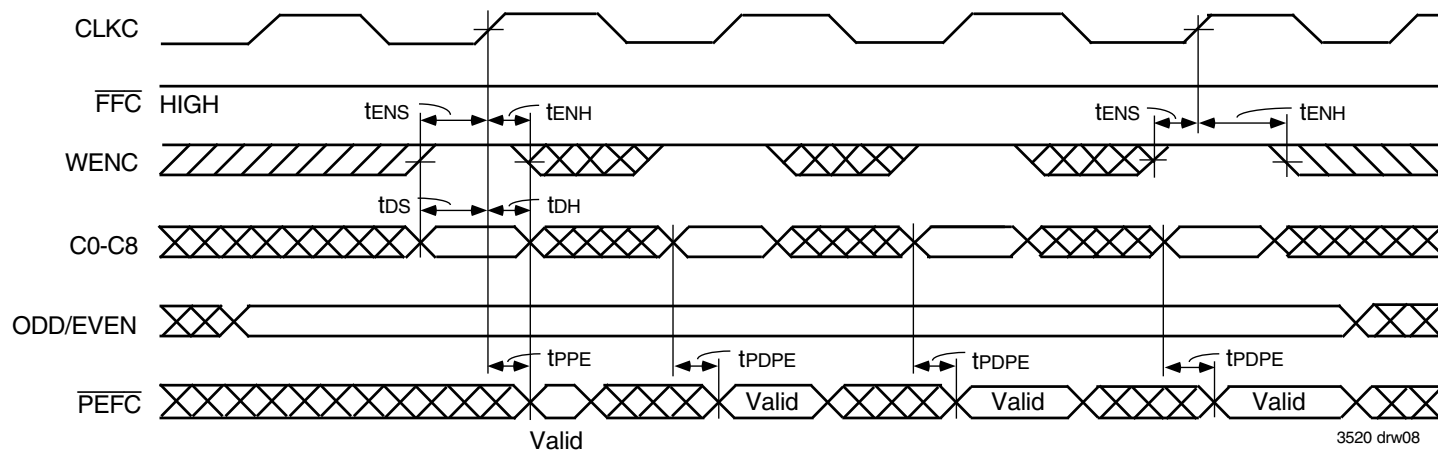 CLKC
FFC HIGH
tENS tENH tENS tENH
WENC
tDS tDH
C0-C8
ODD/EVEN
tPPE tPDPE tPDPE tPDPE
PEFC Valid Valid Valid
Valid
3520 drw08